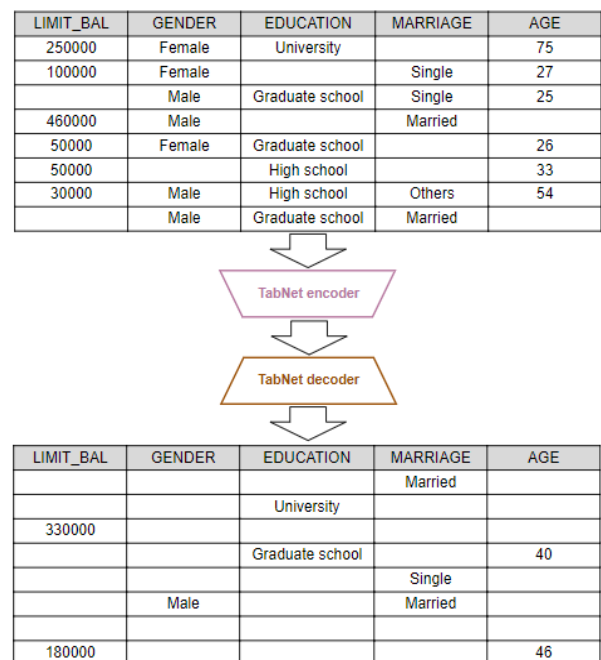 LIMIT_BAL GENDER EDUCATION MARRIAGE AGE
250000 Female University 75
100000 Female Single 27
Male Graduate school Single 25
460000 Male Married
50000 Female Graduate school 26
50000 High school 33
30000 Male High school Others 54
Male Graduate school Married
TabNet encoder
TabNet decoder
LIMIT_BAL GENDER EDUCATION MARRIAGE AGE
Married
University
330000
Graduate school 40
Single
Male Married
180000 46